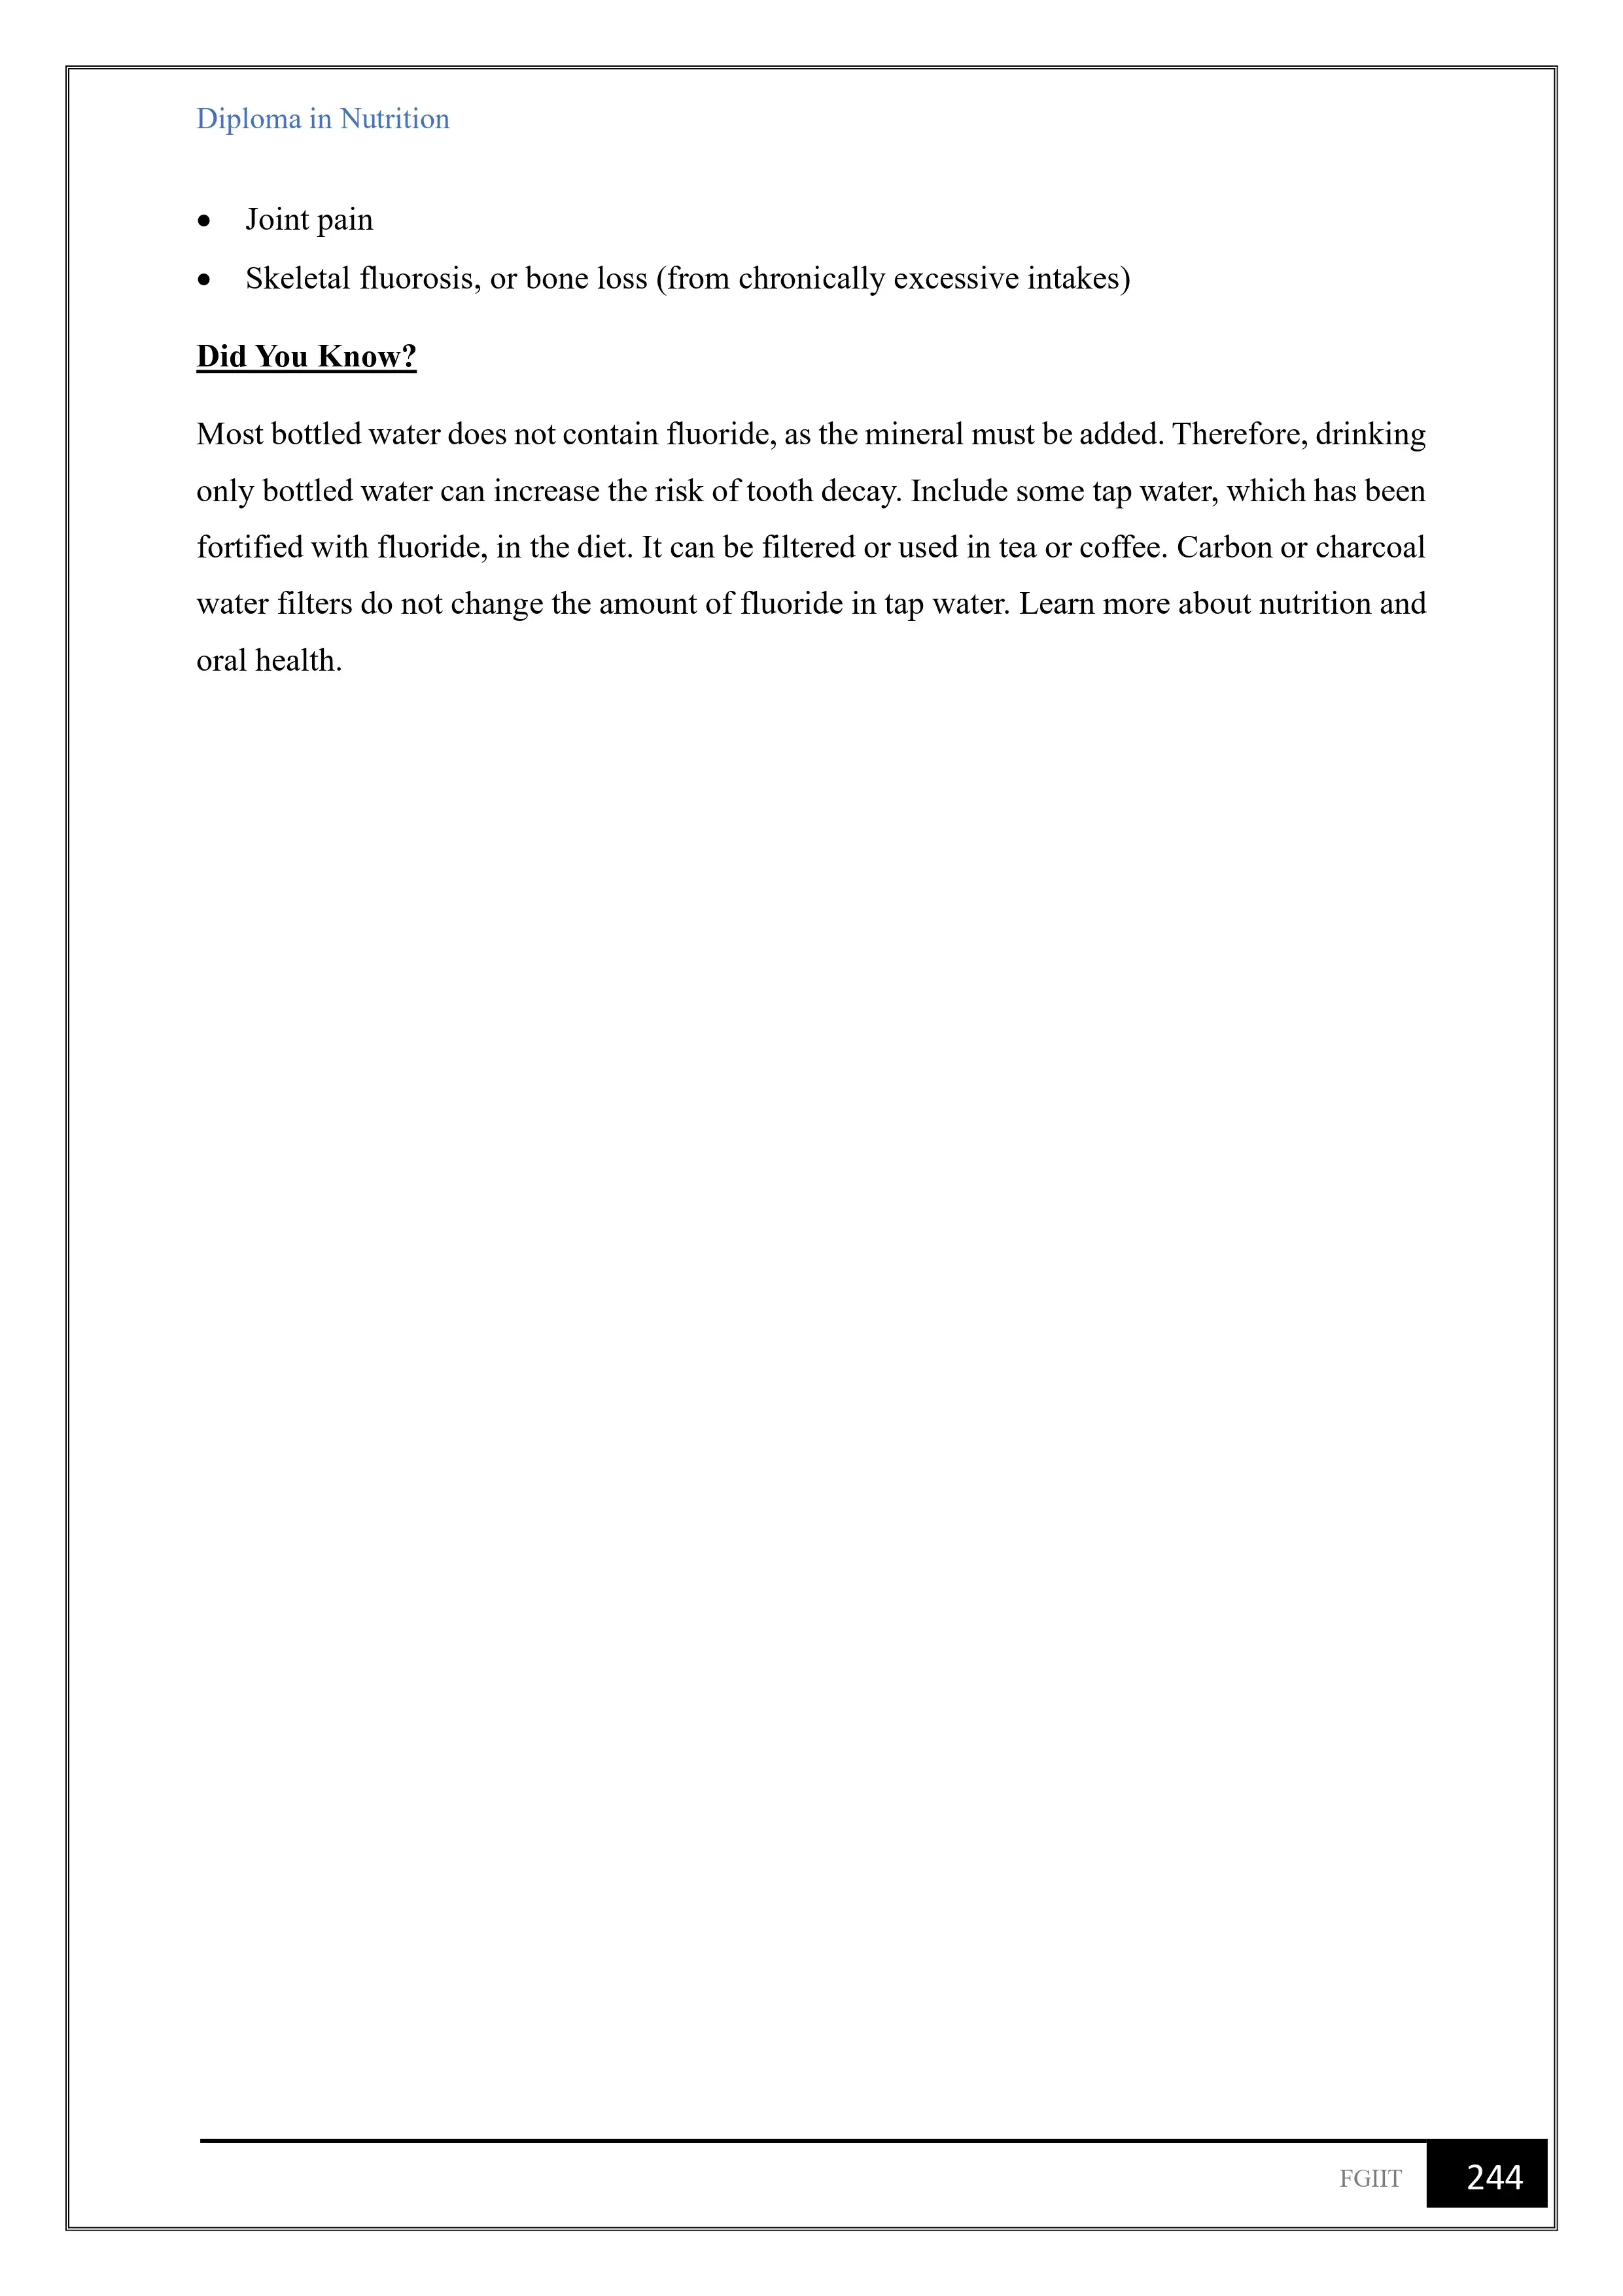 Diploma in Nutrition
• Joint pain
• Skeletal fluorosis, or bone loss (from chronically excessive intakes)
Did You Know?
Most bottled water does not contain fluoride, as the mineral must be added. Therefore, drinking
only bottled water can increase the risk of tooth decay. Include some tap water, which has been
fortified with fluoride, in the diet. It can be filtered or used in tea or coffee. Carbon or charcoal
water filters do not change the amount of fluoride in tap water. Learn more about nutrition and
oral health.
FGIIT 244